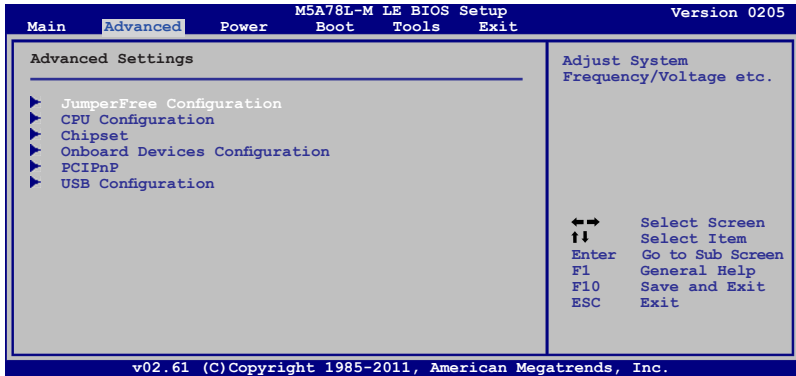 M5A78L-M LE BIOS Setup Version 0205
Main Advanced Power Boot Tools Exit
Advanced Settings
JumperFree Configuration
CPU Configuration
Chipset
Onboard Devices Configuration
PCIPnP
USB Configuration
Adjust System
Frequency/Voltage etc.
←→ Select Screen
↑↓ Select Item
Enter Go to Sub Screen
F1 General Help
F10 Save and Exit
ESC Exit
v02.61 (C)Copyright 1985-2011, American Megatrends, Inc.